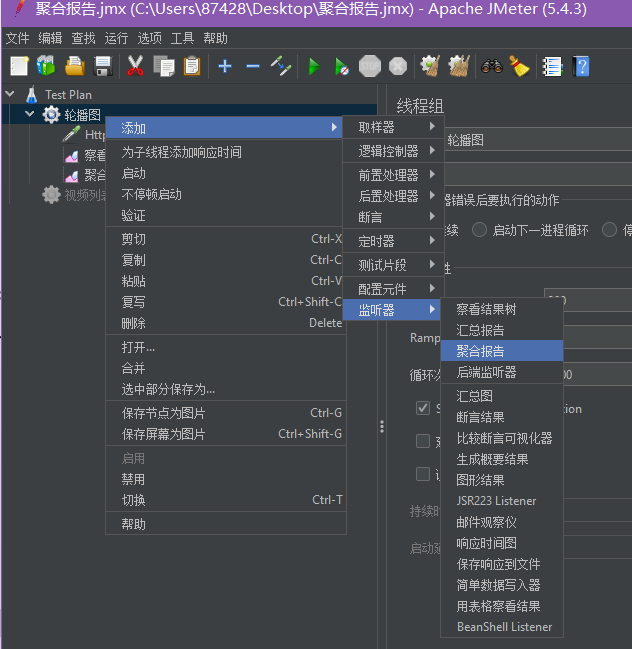 聚合报告.jmx (C:\Users\87428\Desktop\聚合报告.jmx) - Apache JMeter (5.4.3)
文件 编辑 查找 运行 选项 工具 帮助
Test Plan
轮播图
Http
察看
聚合
视频列表
添加
为子线程添加响应时间
启动
不停顿启动
验证
剪切 Ctrl-X
复制 Ctrl-C
粘贴 Ctrl-V
复写 Ctrl+Shift-C
删除 Delete
打开...
合并
选中部分保存为...
保存节点为图片 Ctrl-G
保存屏幕为图片 Ctrl+Shift-G
启用
禁用
切换 Ctrl-T
帮助
取样器
逻辑控制器
前置处理器
后置处理器
断言
定时器
测试片段
配置元件
监听器
察看结果树
汇总报告
聚合报告
后端监听器
汇总图
断言结果
比较断言可视化器
生成概要结果
图形结果
JSR223 Listener
邮件观察仪
响应时间图
保存响应到文件
简单数据写入器
用表格察看结果
BeanShell Listener
线程组
轮播图
器错误后要执行的动作
续 启动下一进程循环 停
性
Ramp
循环次 00
S tion
持续时
启动延